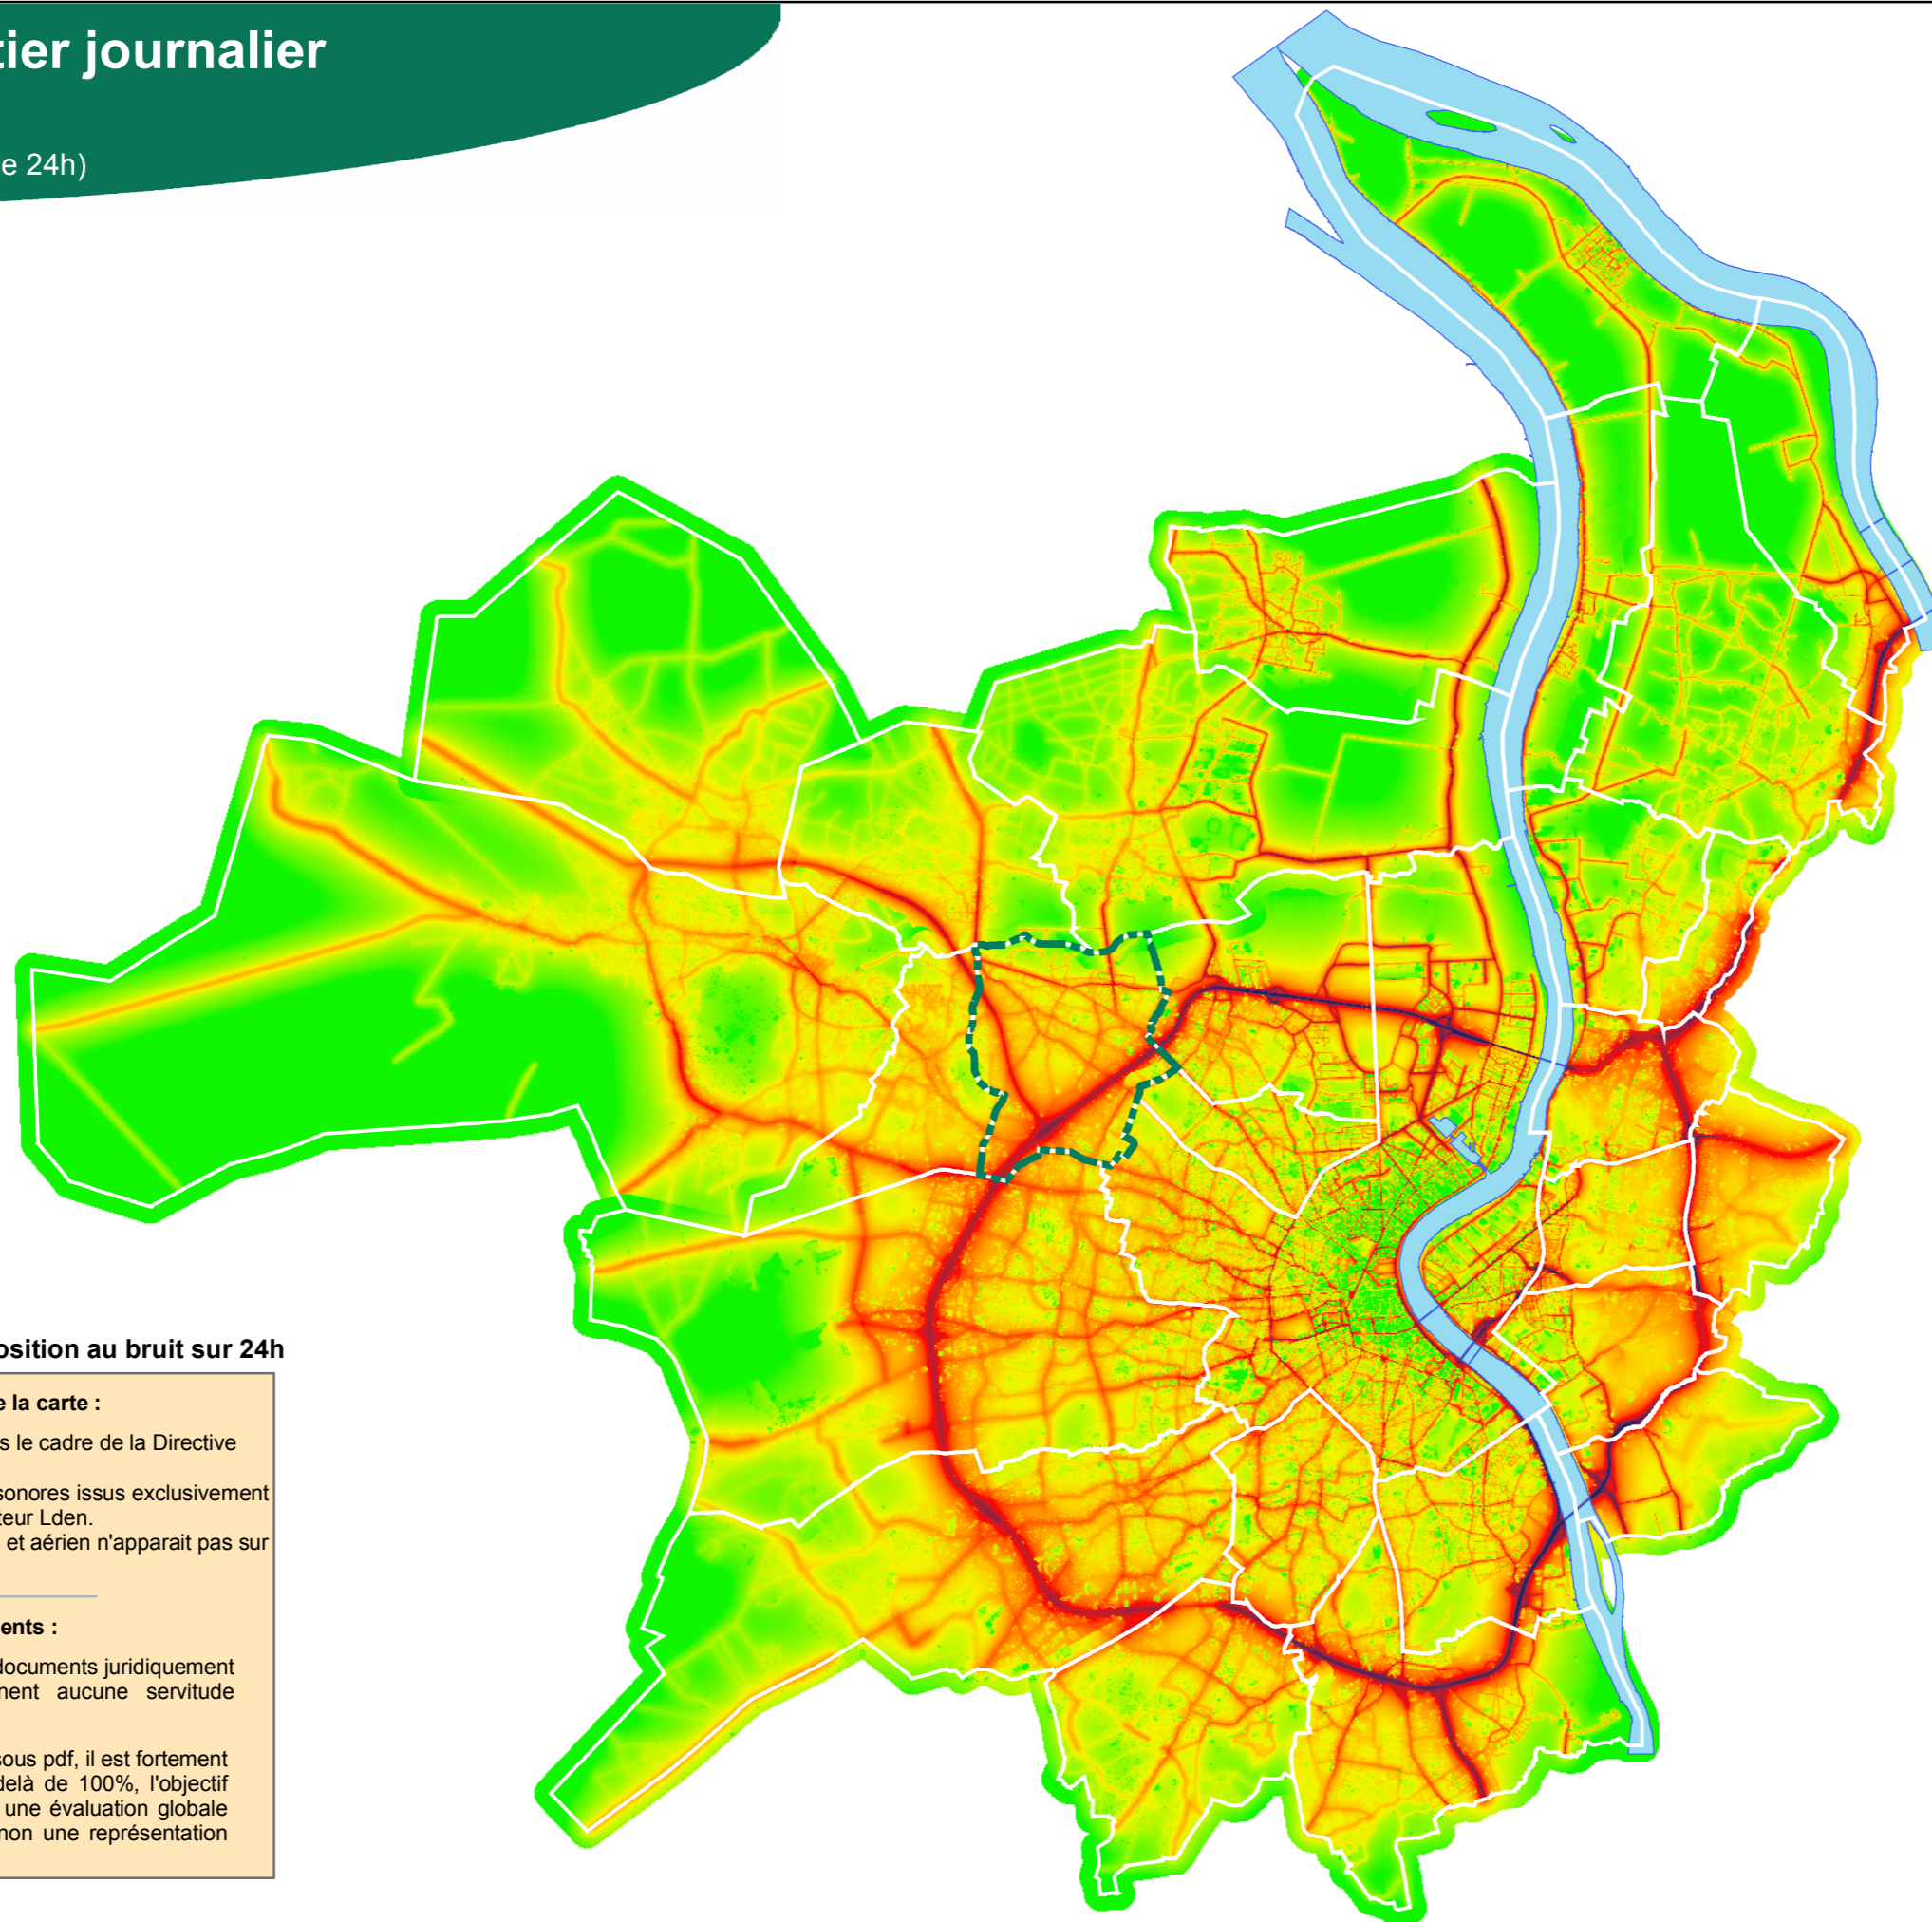 tier journalier
e 24h)
osition au bruit sur 24h
e la carte :
s le cadre de la Directive
sonores issus exclusivement
teur Lden.
et aérien n'apparait pas sur
ents :
documents juridiquement
nent aucune servitude
sous pdf, il est fortement
delà de 100%, l'objectif
une évaluation globale
non une représentation